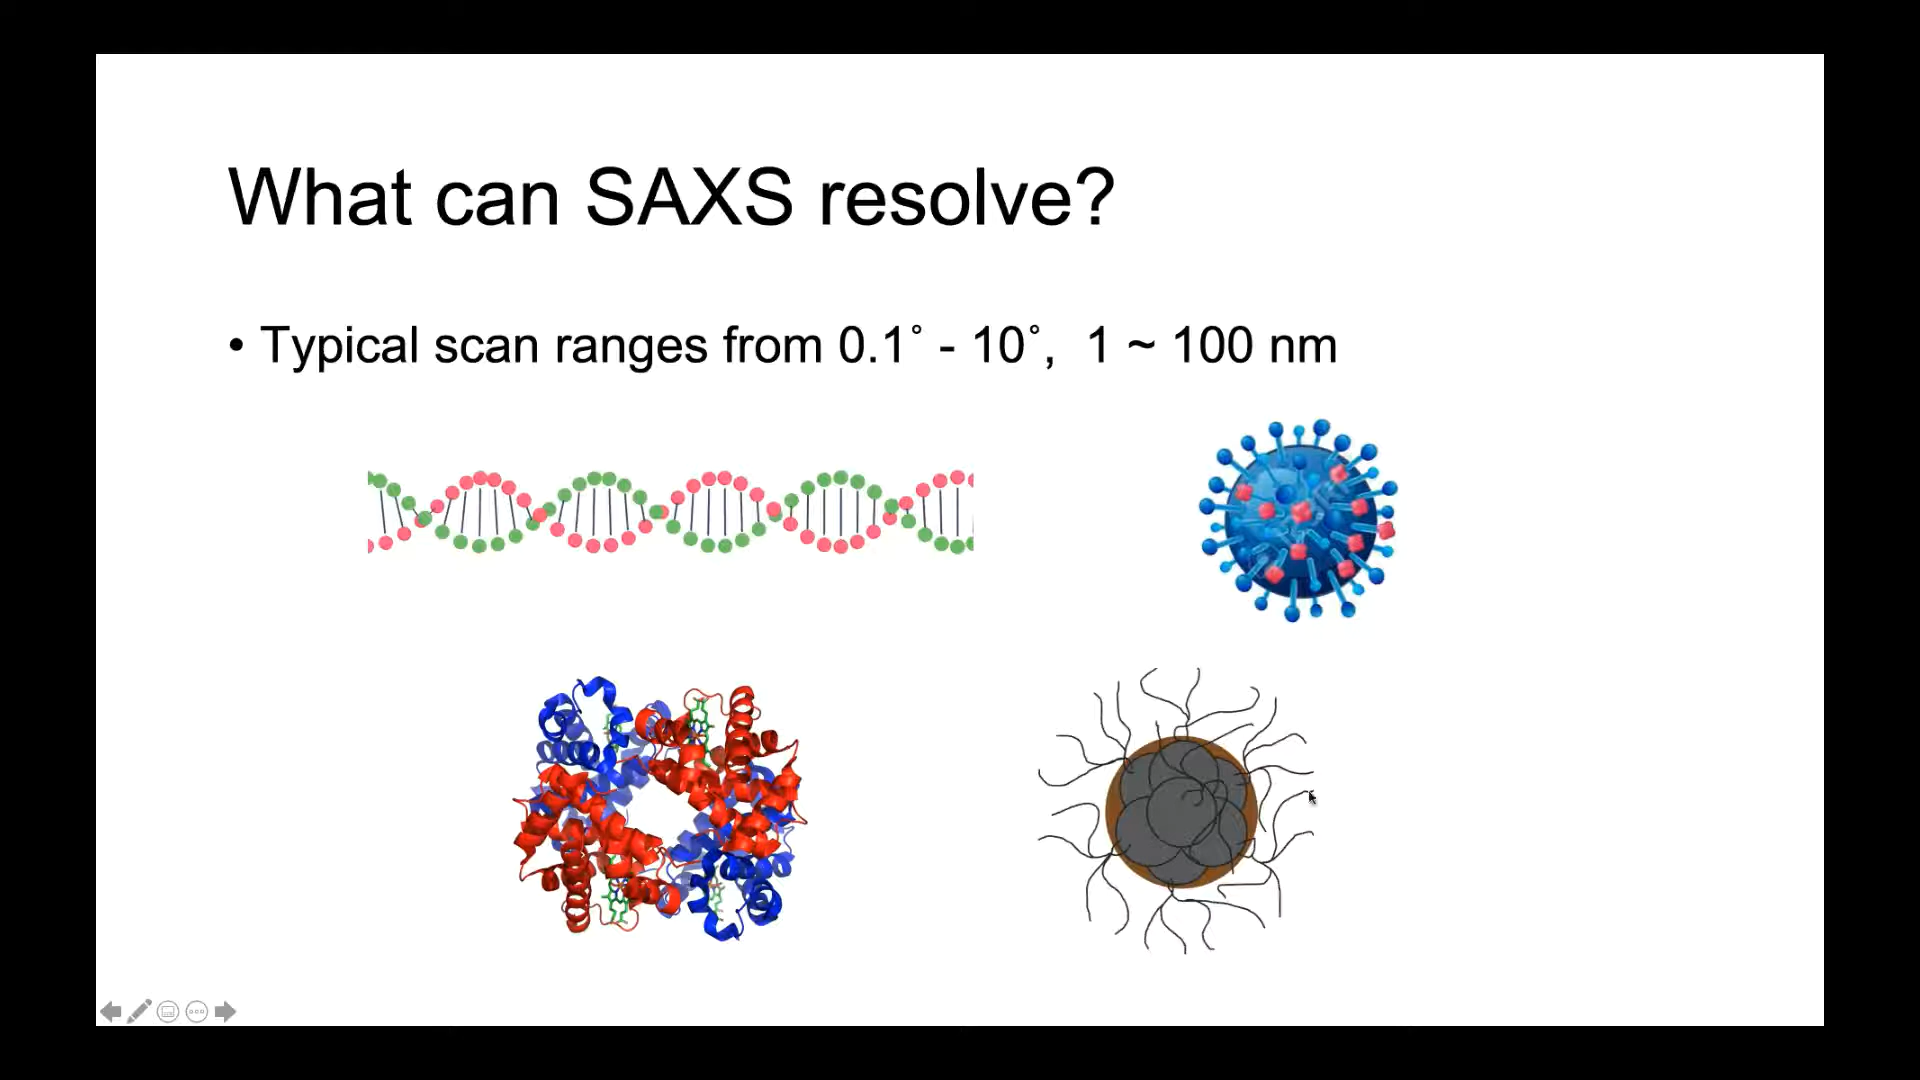 What can SAXS resolve?
• Typical scan ranges from 0.1˚ - 10˚, 1 ~ 100 nm